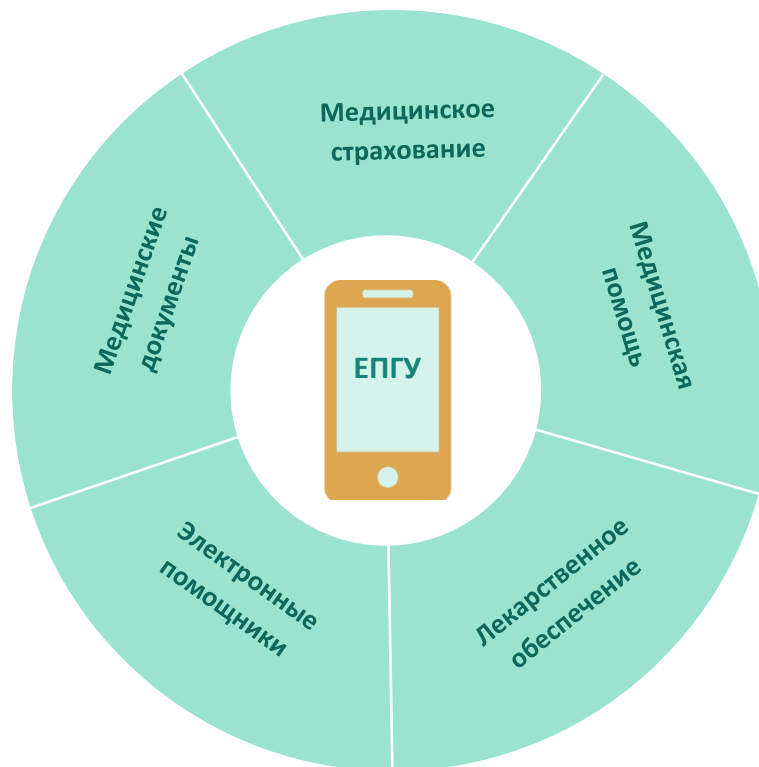 Медицинское
страхование
Медицинская
помощь
Лекарственное
обеспечение
Электронные
помощники
Медицинские
документы
ЕПГУ